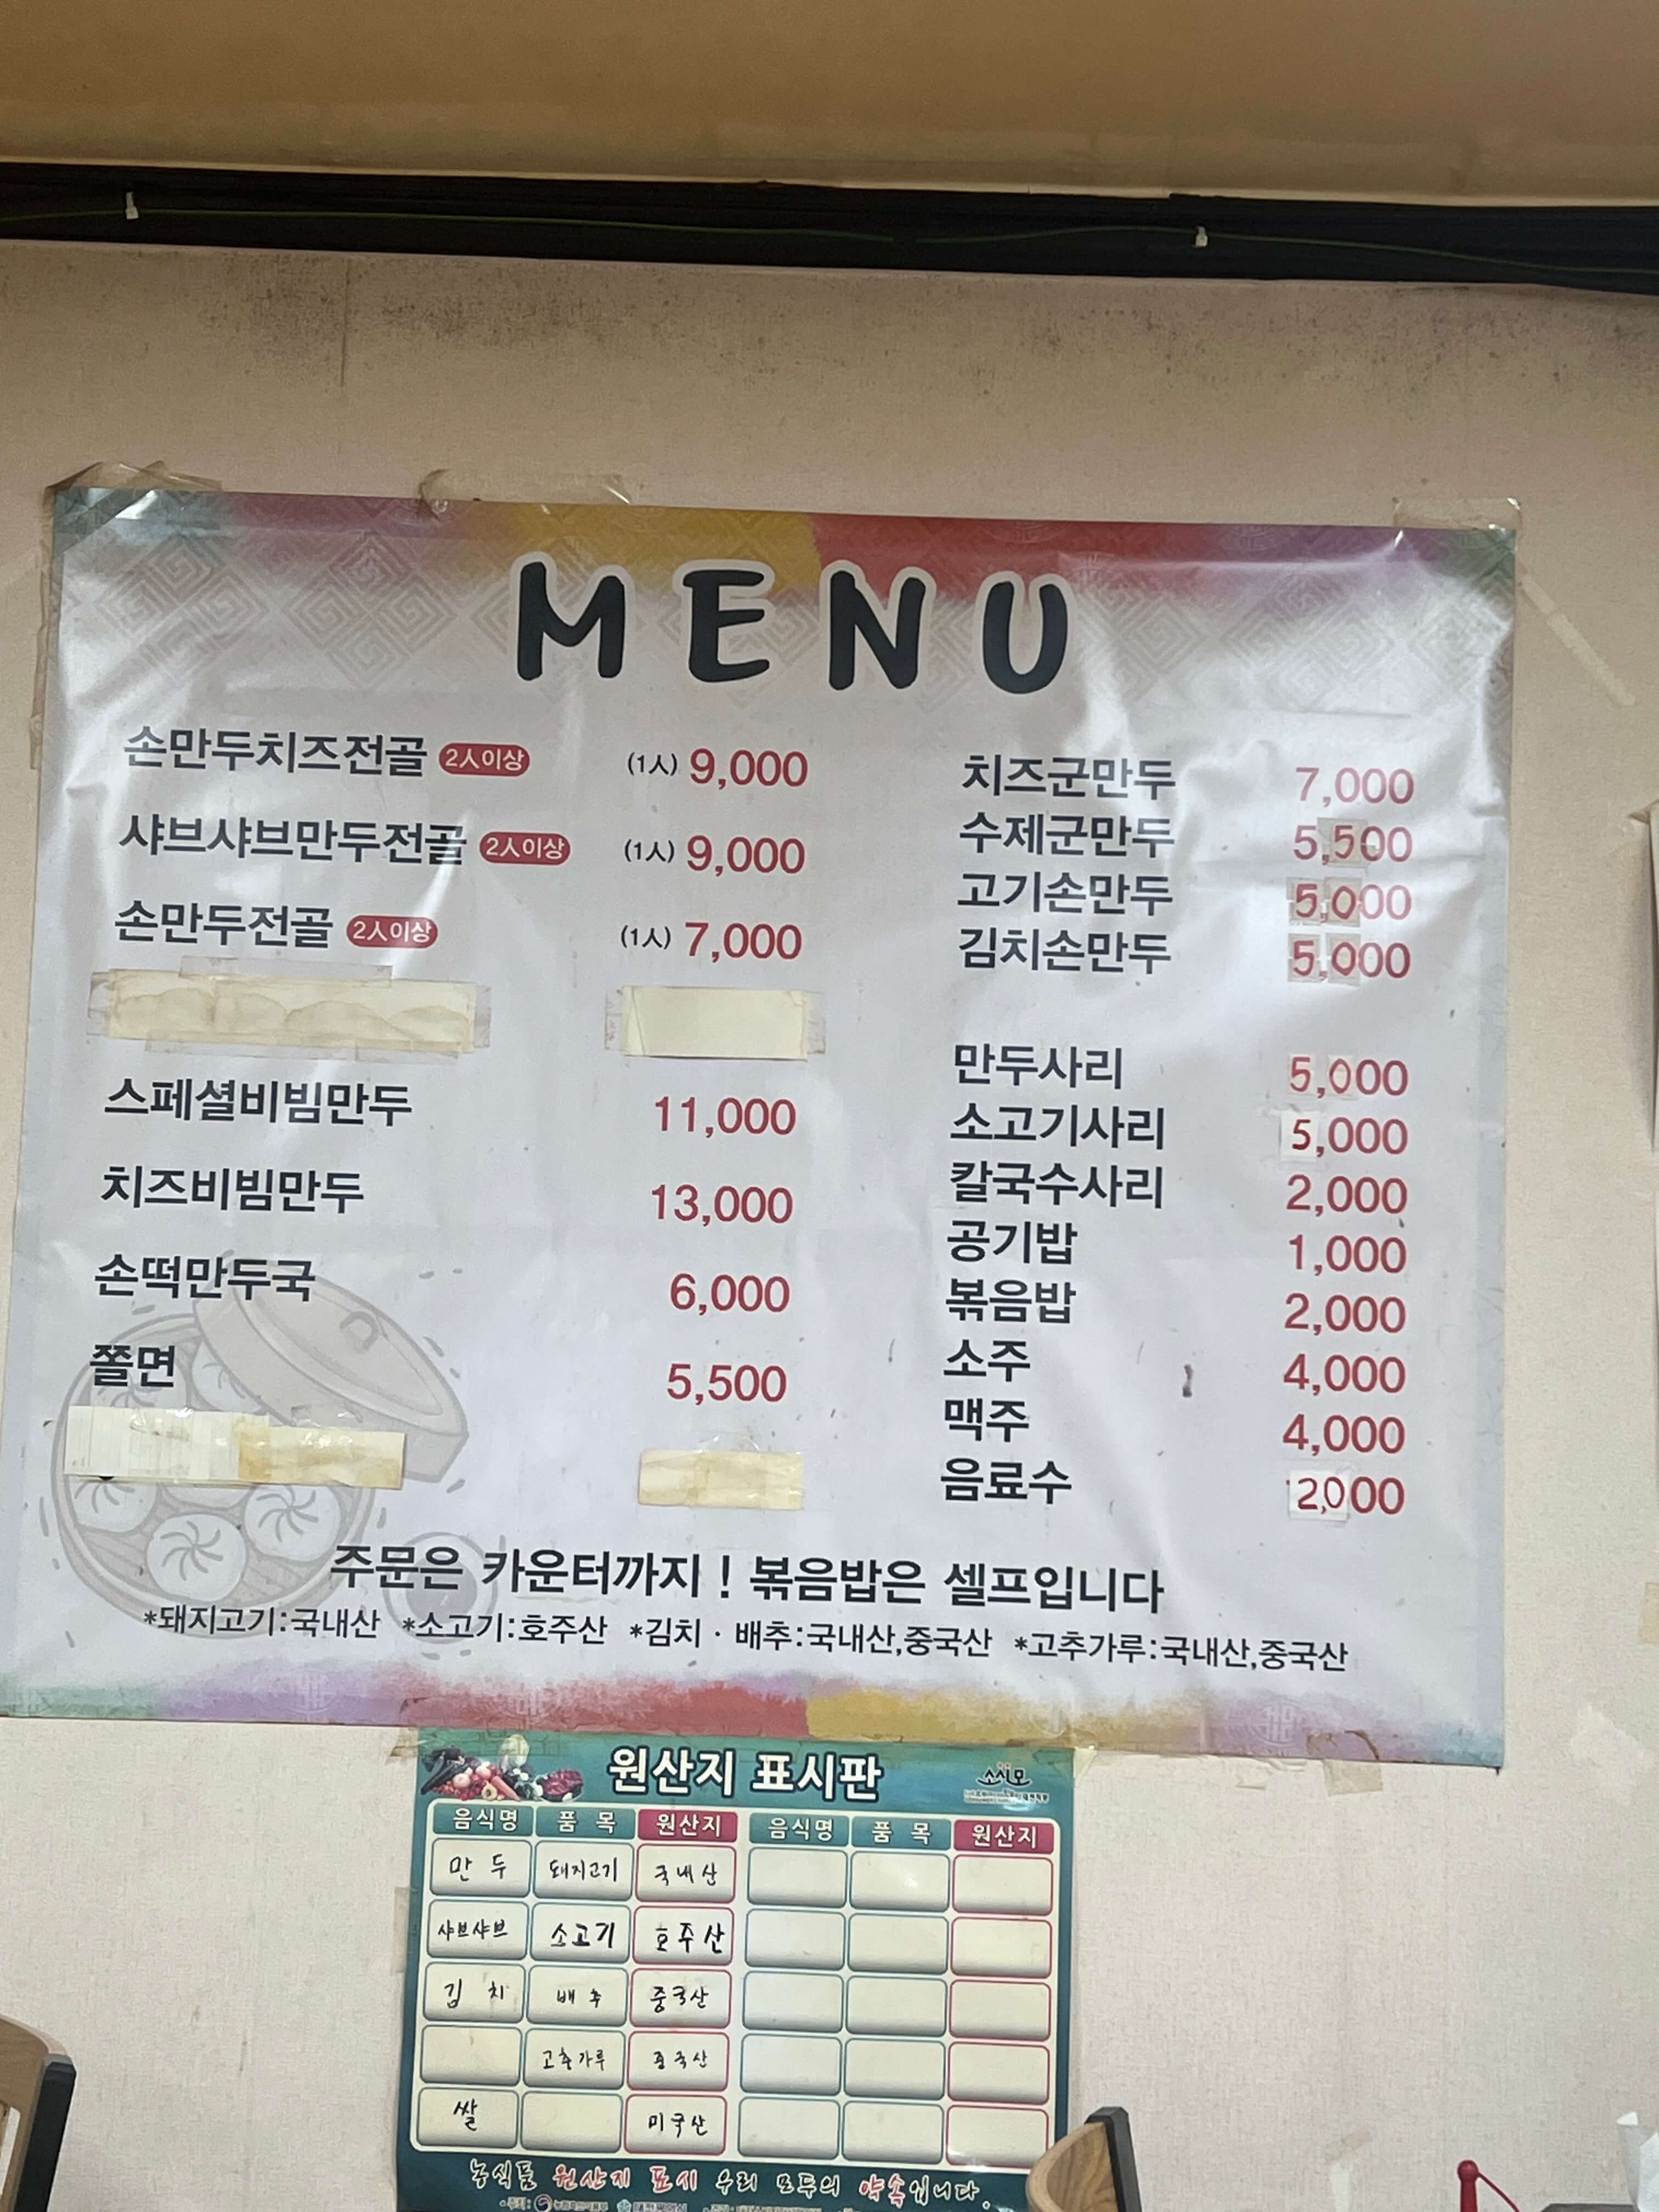 MENU
손만두치즈전골 2人이상 (1人) 9,000
샤브샤브만두전골 2人이상 (1人) 9,000
손만두전골 2人이상 (1人) 7,000
스페셜비빔만두 11,000
치즈비빔만두 13,000
손떡만두국 6,000
쫄면 5,500
치즈군만두 7,000
수제군만두 5,500
고기손만두 5,000
김치손만두 5,000
만두사리 5,000
소고기사리 5,000
칼국수사리 2,000
공기밥 1,000
볶음밥 2,000
소주 4,000
맥주 4,000
음료수 2,000
주문은 카운터까지 ! 볶음밥은 셀프입니다
*돼지고기:국내산 *소고기:호주산 *김치·배추:국내산,중국산 *고추가루:국내산,중국산
원산지 표시판
소시모
음식명 품 목 원산지 음식명 품 목 원산지
만 두 돼지고기 국내산
샤브샤브 소고기 호주산
김 치 배 추 중국산
고추가루 중국산
쌀 미국산
농식품 원산지 표시 우리 모두의 약속입니다.